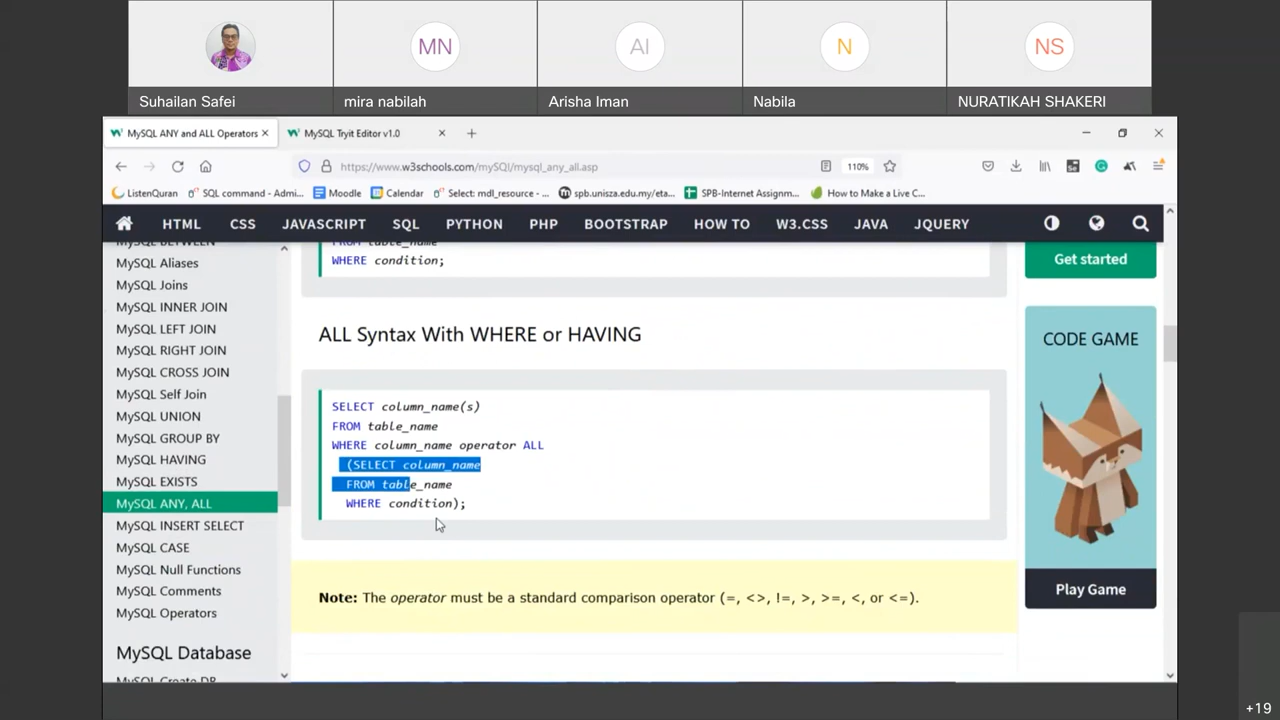 MN
AI
N
NS
Suhailan Safei
mira nabilah
Arisha Iman
Nabila
NURATIKAH SHAKERI
MySQL ANY and ALL Operators
MySQL Tryit Editor v1.0
https://www.w3schools.com/mySQl/mysql_any_all.asp
110%
ListenQuran
SQL command - Admi...
Moodle
Calendar
Select: mdl_resource - ...
spb.unisza.edu.my/eta...
SPB-Internet Assignm...
How to Make a Live C...
HTML
CSS
JAVASCRIPT
SQL
PYTHON
PHP
BOOTSTRAP
HOW TO
W3.CSS
JAVA
JQUERY
MySQL BETWEEN
MySQL Aliases
MySQL Joins
MySQL INNER JOIN
MySQL LEFT JOIN
MySQL RIGHT JOIN
MySQL CROSS JOIN
MySQL Self Join
MySQL UNION
MySQL GROUP BY
MySQL HAVING
MySQL EXISTS
MySQL ANY, ALL
MySQL INSERT SELECT
MySQL CASE
MySQL Null Functions
MySQL Comments
MySQL Operators
MySQL Database
MySQL Create DB
FROM table_name
WHERE condition;
ALL Syntax With WHERE or HAVING
SELECT column_name(s)
FROM table_name
WHERE column_name operator ALL
(SELECT column_name
FROM table_name
WHERE condition);
Note: The operator must be a standard comparison operator (=, <>, !=, >, >=, <, or <=).
Get started
CODE GAME
Play Game
+19